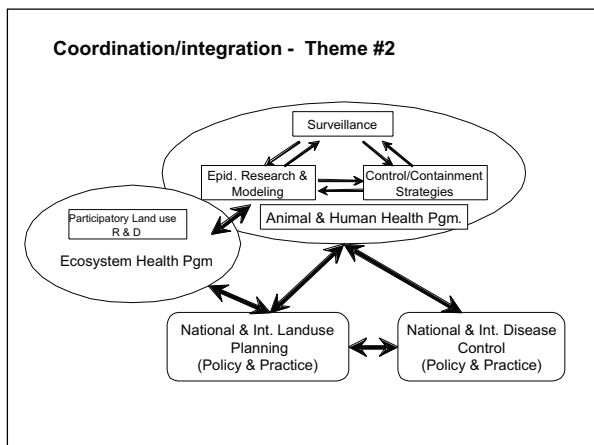 Coordination/integration - Theme #2
Surveillance
Epid. Research &
Modeling
Control/Containment
Strategies
Animal & Human Health Pgm.
Participatory Land use
R & D
Ecosystem Health Pgm
National & Int. Landuse
Planning
(Policy & Practice)
National & Int. Disease
Control
(Policy & Practice)